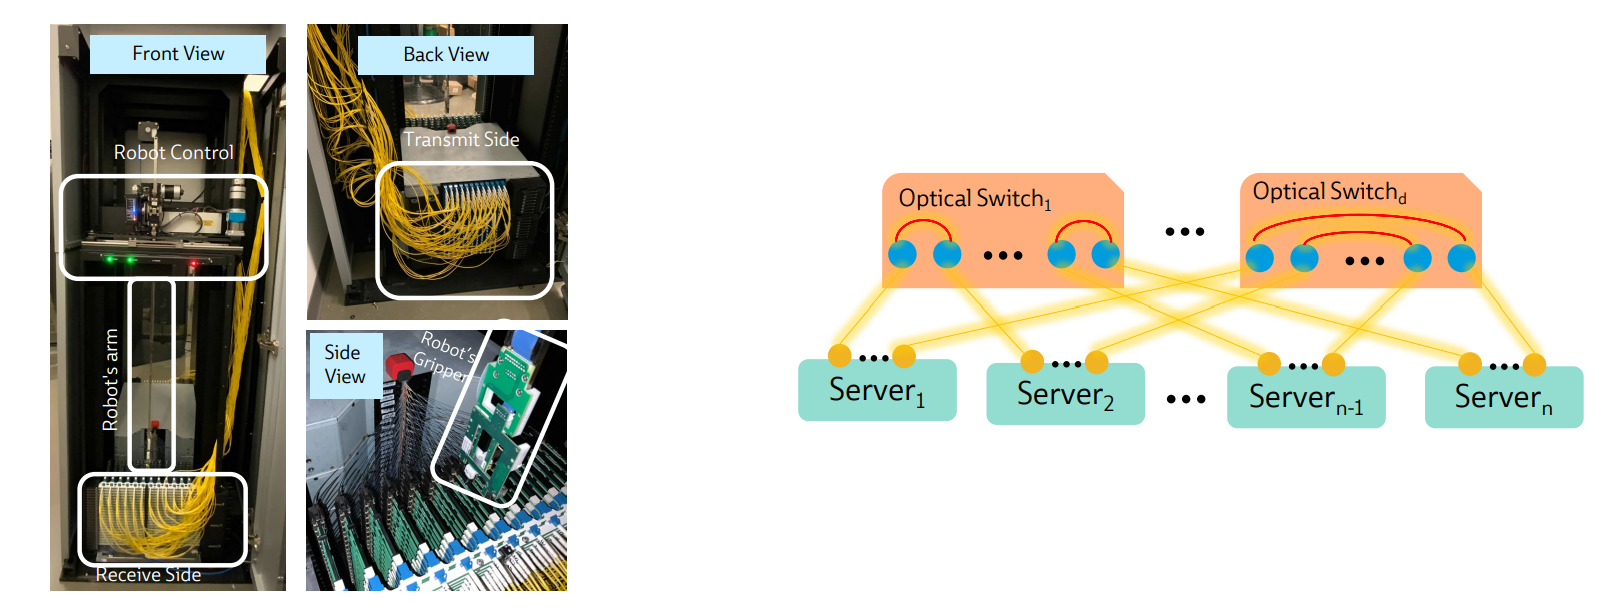 Front View
Robot Control
Robot's arm
Receive Side
Back View
Transmit Side
Side
View
Robot's
Gripper
Optical Switch1
Optical Switchd
Server1
Server2
Servern-1
Servern